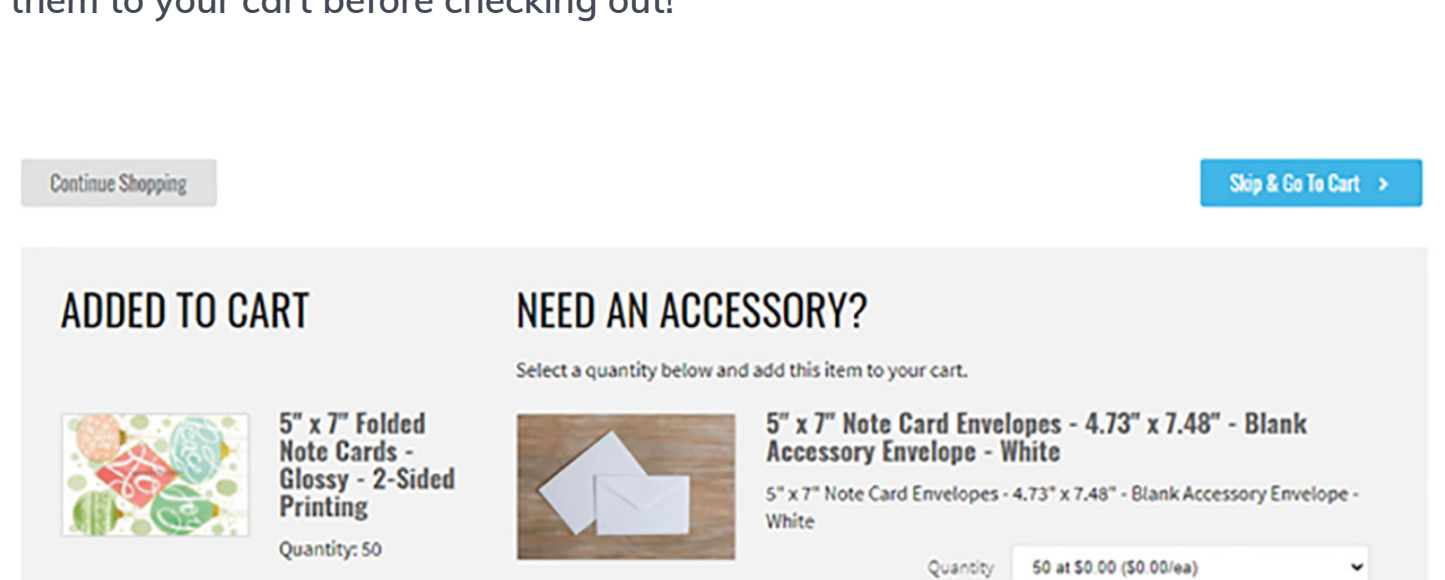 them to your cart before checking out!
Continue Shopping
Skip & Go To Cart >
ADDED TO CART
NEED AN ACCESSORY?
Select a quantity below and add this item to your cart.
5" x 7" Folded
Note Cards -
Glossy - 2-Sided
Printing
Quantity: 50
5" x 7" Note Card Envelopes - 4.73" x 7.48" - Blank
Accessory Envelope - White
5" x 7" Note Card Envelopes - 4.73" x 7.48" - Blank Accessory Envelope -
White
Quantity 50 at $0.00 ($0.00/ea)